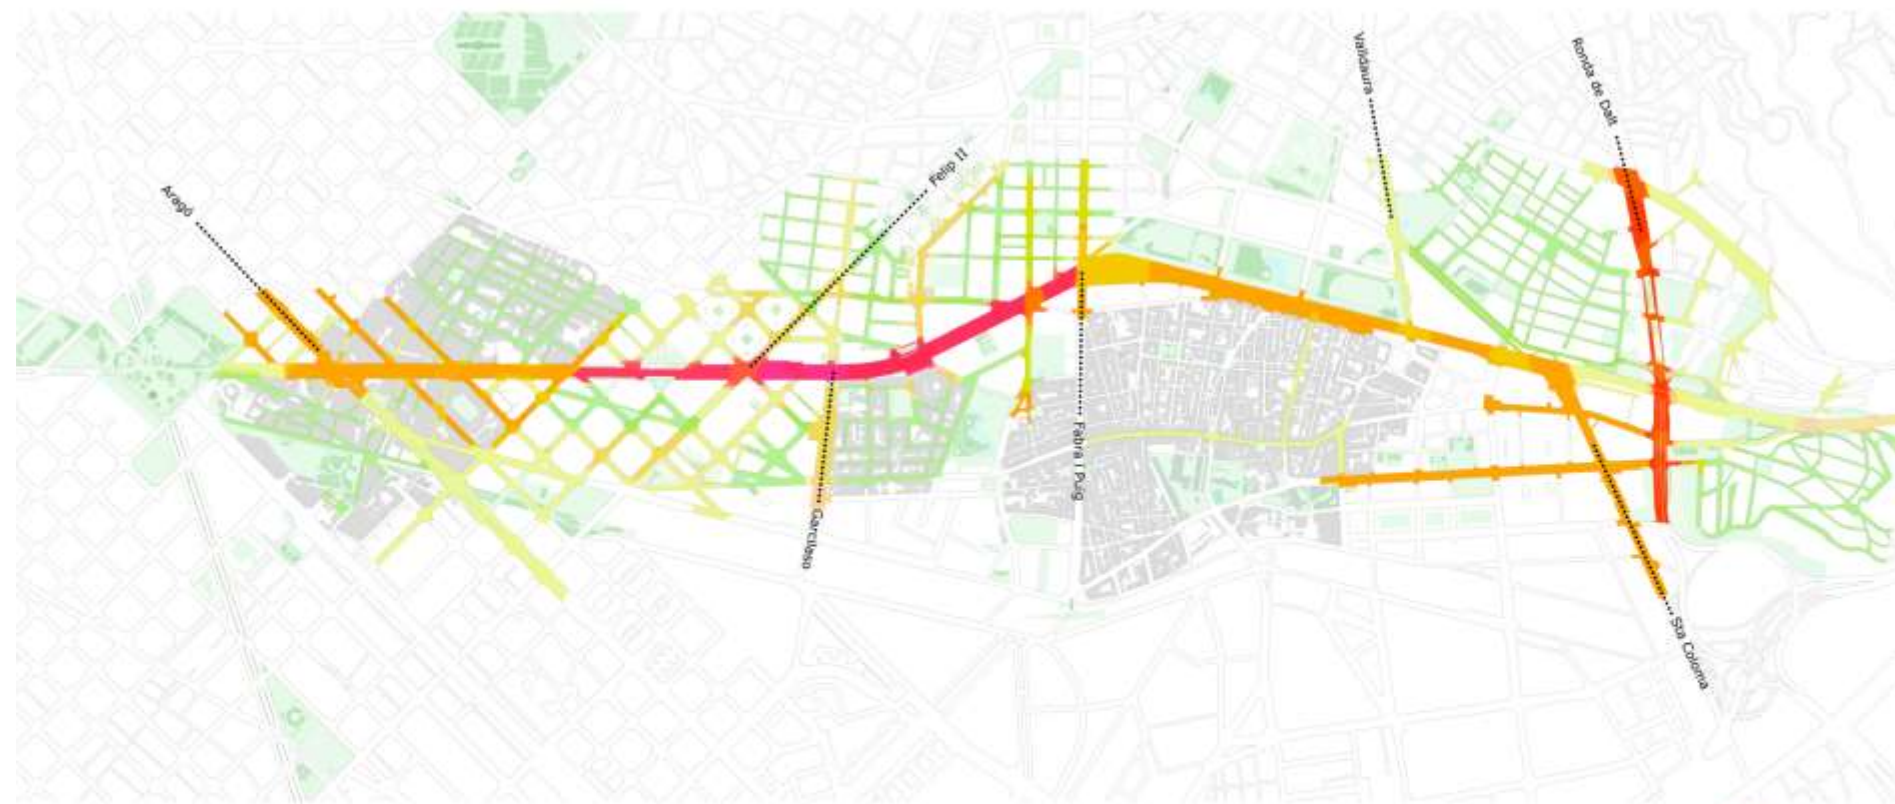 Aragó
Felip II
Garcilaso
Fabra i Puig
Valldaura
Ronda de Dalt
Sta Coloma